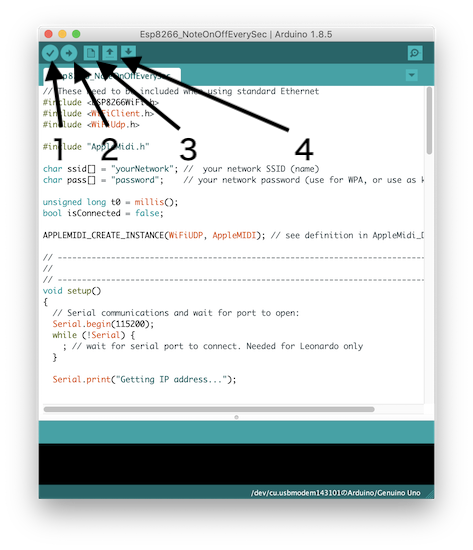 Esp8266_NoteOnOffEverySec | Arduino 1.8.5
Esp8266_NoteOnOffEverySec
// These need to be included when using standard Ethernet
#include <ESP8266WiFi.h>
#include <WiFiClient.h>
#include <WiFiUdp.h>
1 2 3 4
#include "AppleMidi.h"
char ssid[] = "yourNetwork"; // your network SSID (name)
char pass[] = "password";    // your network password (use for WPA, or use as k
unsigned long t0 = millis();
bool isConnected = false;
APPLEMIDI_CREATE_INSTANCE(WiFiUDP, AppleMIDI); // see definition in AppleMidi_D
// -----------------------------------------------------------------------------
//
// -----------------------------------------------------------------------------
void setup()
{
  // Serial communications and wait for port to open:
  Serial.begin(115200);
  while (!Serial) {
    ; // wait for serial port to connect. Needed for Leonardo only
  }
  Serial.print("Getting IP address...");
/dev/cu.usbmodem143101のArduino/Genuino Uno